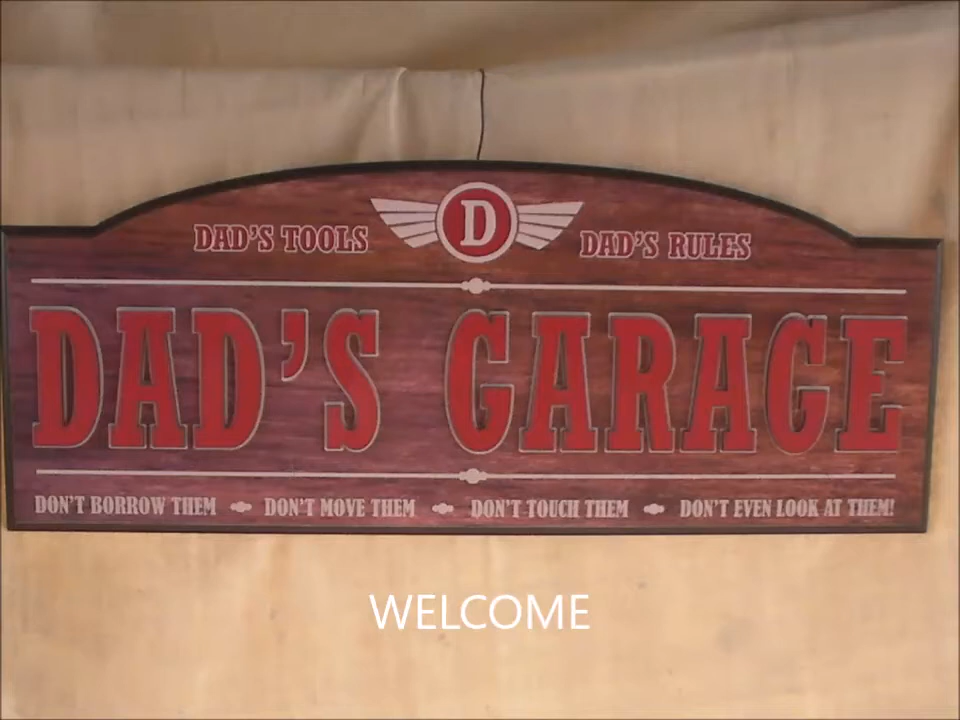 D
DAD'S TOOLS DAD'S RULES
DAD'S GARAGE
DON'T BORROW THEM DON'T MOVE THEM DON'T TOUCH THEM DON'T EVEN LOOK AT THEM!
WELCOME